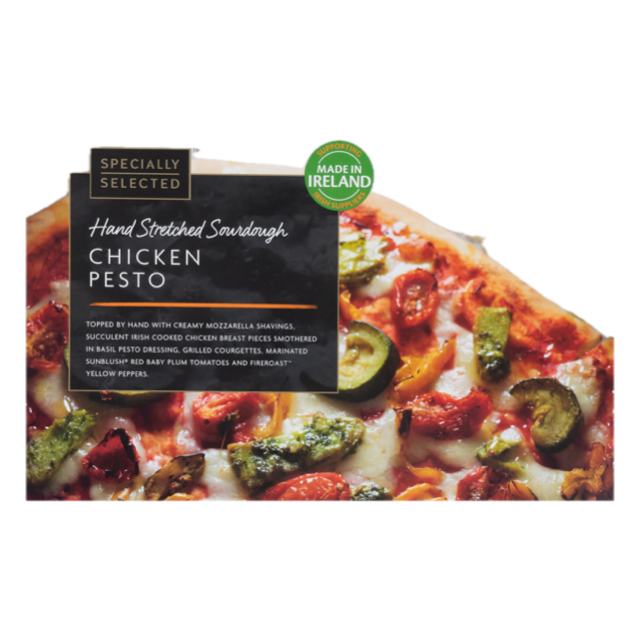 SPECIALLY
SELECTED
SUPPORTING
MADE IN
IRELAND
IRISH SUPPLIERS
Hand Stretched Sourdough
CHICKEN
PESTO
TOPPED BY HAND WITH CREAMY MOZZARELLA SHAVINGS,
SUCCULENT IRISH COOKED CHICKEN BREAST PIECES SMOTHERED
IN BASIL PESTO DRESSING, GRILLED COURGETTES, MARINATED
SUNBLUSH® RED BABY PLUM TOMATOES AND FIREROAST™
YELLOW PEPPERS.